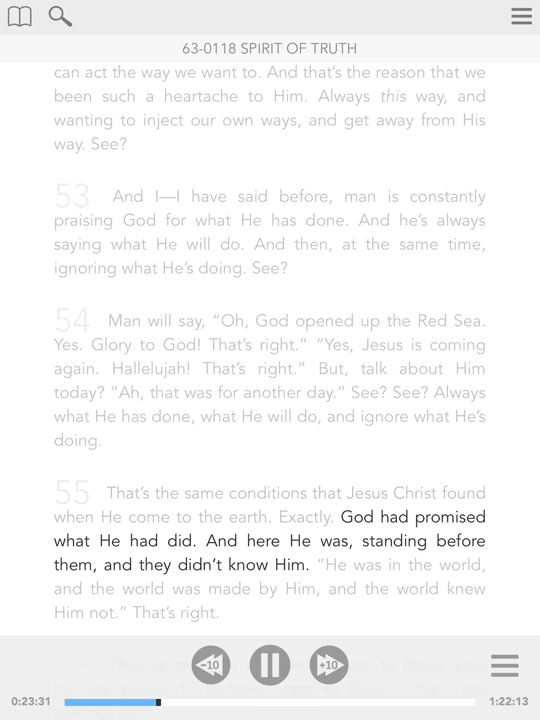 63-0118 SPIRIT OF TRUTH
can act the way we want to. And that’s the reason that we
been such a heartache to Him. Always this way, and
wanting to inject our own ways, and get away from His
way. See?
53 And I—I have said before, man is constantly
praising God for what He has done. And he’s always
saying what He will do. And then, at the same time,
ignoring what He’s doing. See?
54 Man will say, “Oh, God opened up the Red Sea.
Yes. Glory to God! That’s right.” “Yes, Jesus is coming
again. Hallelujah! That’s right.” But, talk about Him
today? “Ah, that was for another day.” See? See? Always
what He has done, what He will do, and ignore what He’s
doing.
55 That’s the same conditions that Jesus Christ found
when He come to the earth. Exactly. God had promised
what He had did. And here He was, standing before
them, and they didn’t know Him. “He was in the world,
and the world was made by Him, and the world knew
Him not.” That’s right.
-10 +10
0:23:31 1:22:13